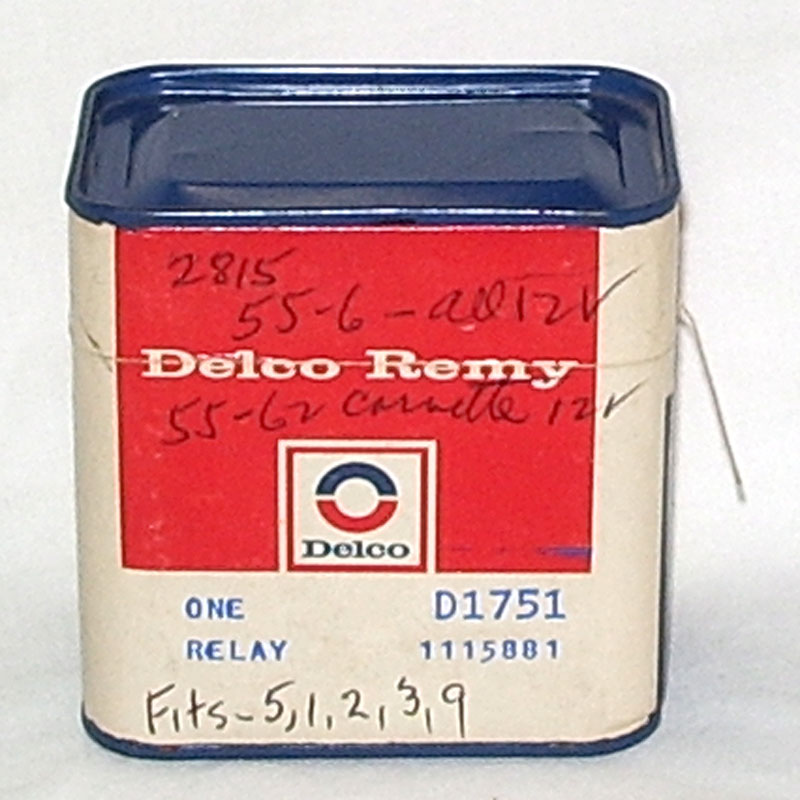 2815
55-6 - all 12V
Delco Remy
55-62 corvette 12V
Delco
ONE D1751
RELAY 1115881
Fits - 5, 1, 2, 3, 9